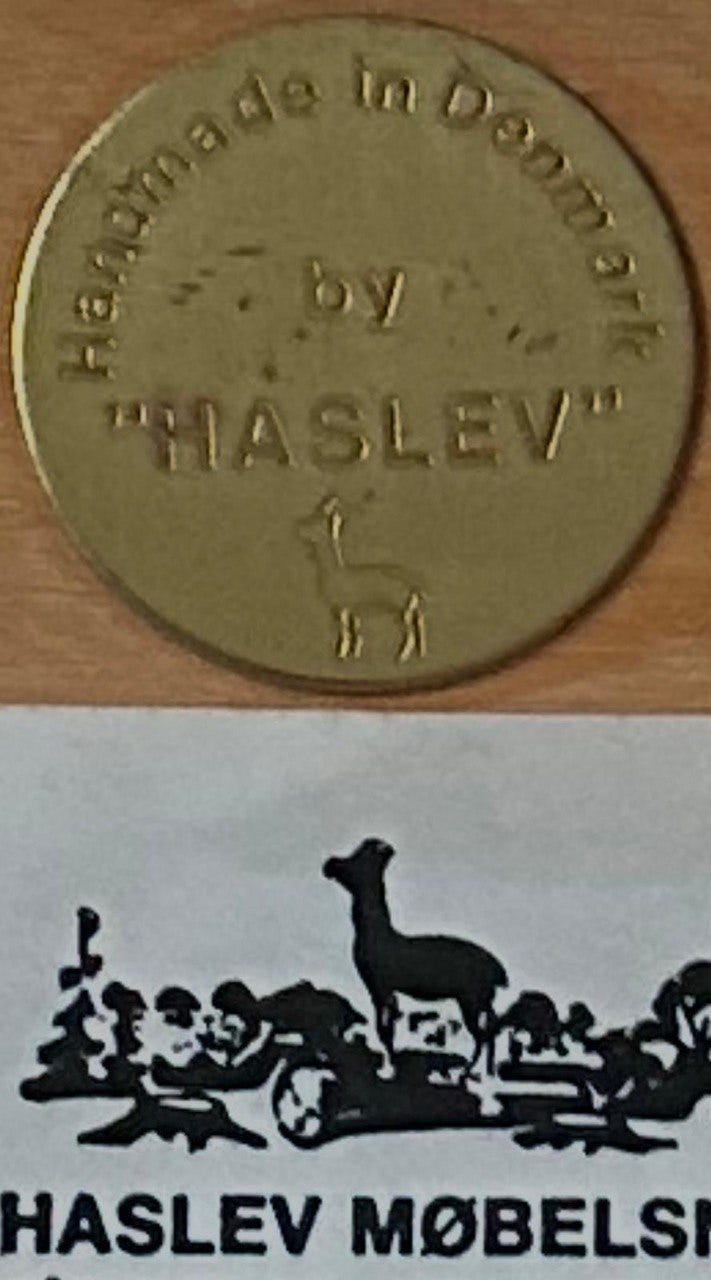 Handmade in Denmark
by
"HASLEV"
HASLEV MØBELS